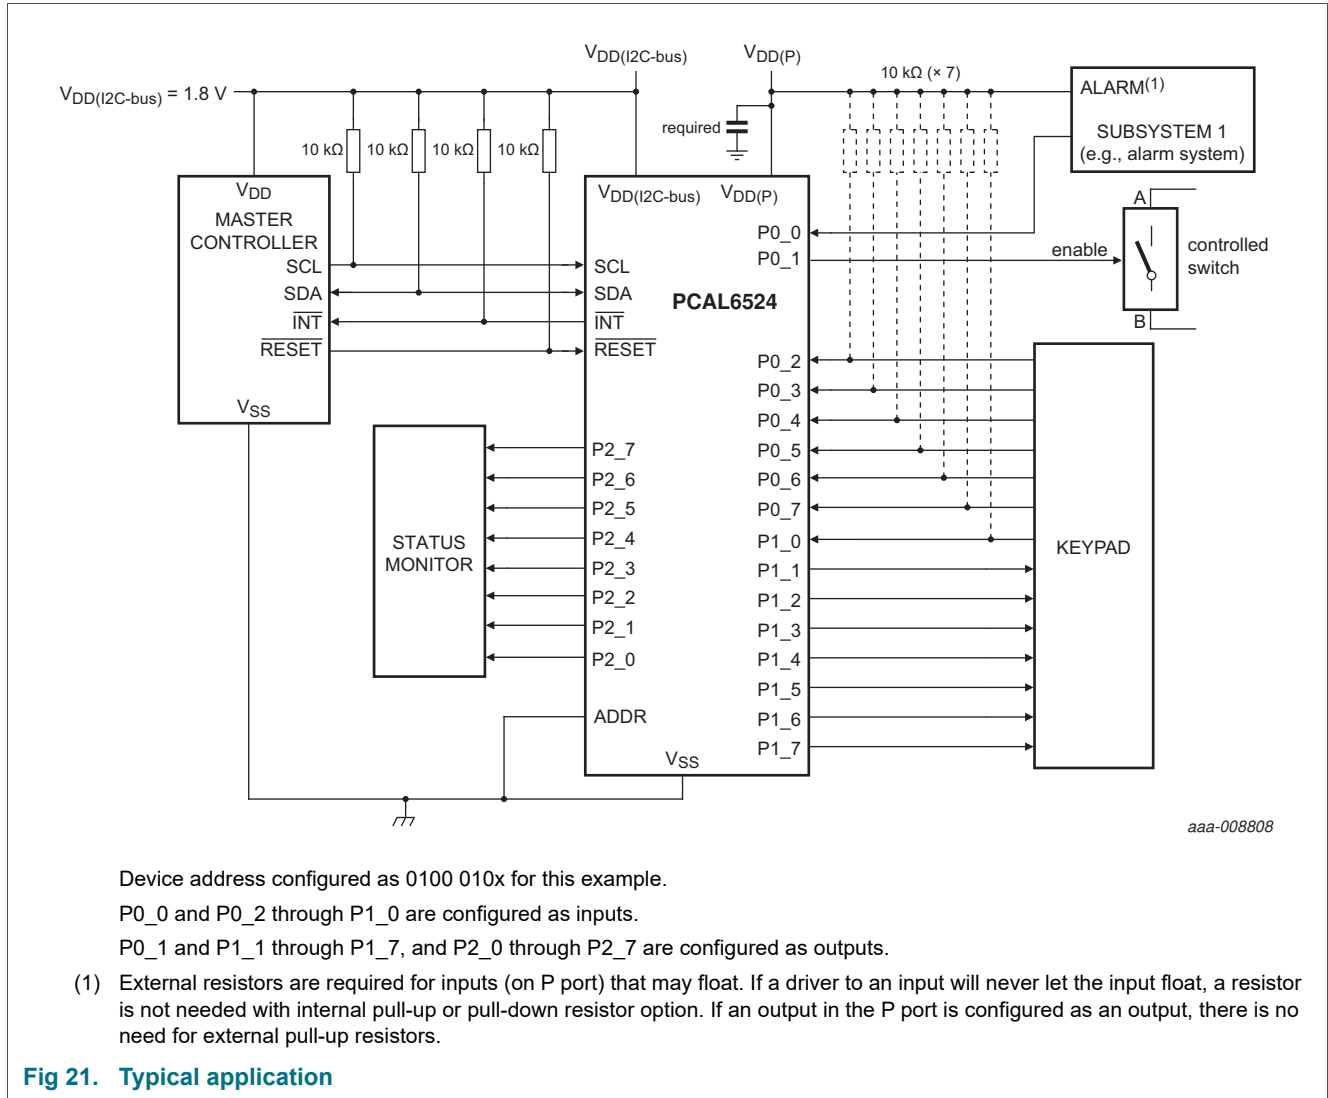 VDD(I2C-bus)
VDD(P)
VDD(I2C-bus) = 1.8 V
10 kΩ (× 7)
ALARM(1)
SUBSYSTEM 1
(e.g., alarm system)
required
10 kΩ
10 kΩ
10 kΩ
10 kΩ
VDD
MASTER
CONTROLLER
SCL
SDA
INT
RESET
VSS
VDD(I2C-bus)
VDD(P)
SCL
SDA
INT
RESET
PCAL6524
P0_0
P0_1
P0_2
P0_3
P0_4
P0_5
P0_6
P0_7
P1_0
P1_1
P1_2
P1_3
P1_4
P1_5
P1_6
P1_7
P2_7
P2_6
P2_5
P2_4
P2_3
P2_2
P2_1
P2_0
ADDR
VSS
STATUS
MONITOR
enable
A
B
controlled
switch
KEYPAD
aaa-008808
Device address configured as 0100 010x for this example.
P0_0 and P0_2 through P1_0 are configured as inputs.
P0_1 and P1_1 through P1_7, and P2_0 through P2_7 are configured as outputs.
(1) External resistors are required for inputs (on P port) that may float. If a driver to an input will never let the input float, a resistor
is not needed with internal pull-up or pull-down resistor option. If an output in the P port is configured as an output, there is no
need for external pull-up resistors.
Fig 21. Typical application